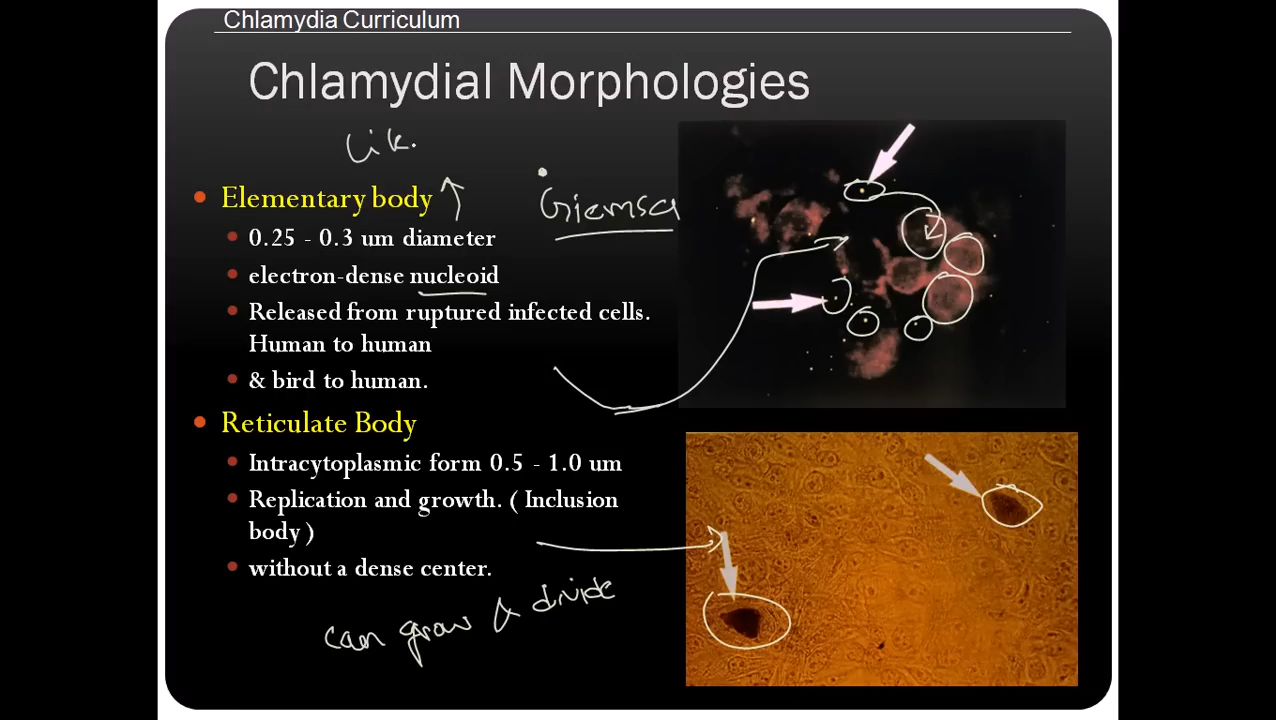 Chlamydia Curriculum
Chlamydial Morphologies
Lik.
Elementary body
Giemsa
0.25 - 0.3 um diameter
electron-dense nucleoid
Released from ruptured infected cells.
Human to human
& bird to human.
Reticulate Body
Intracytoplasmic form 0.5 - 1.0 um
Replication and growth. ( Inclusion
body )
without a dense center.
can grow & divide